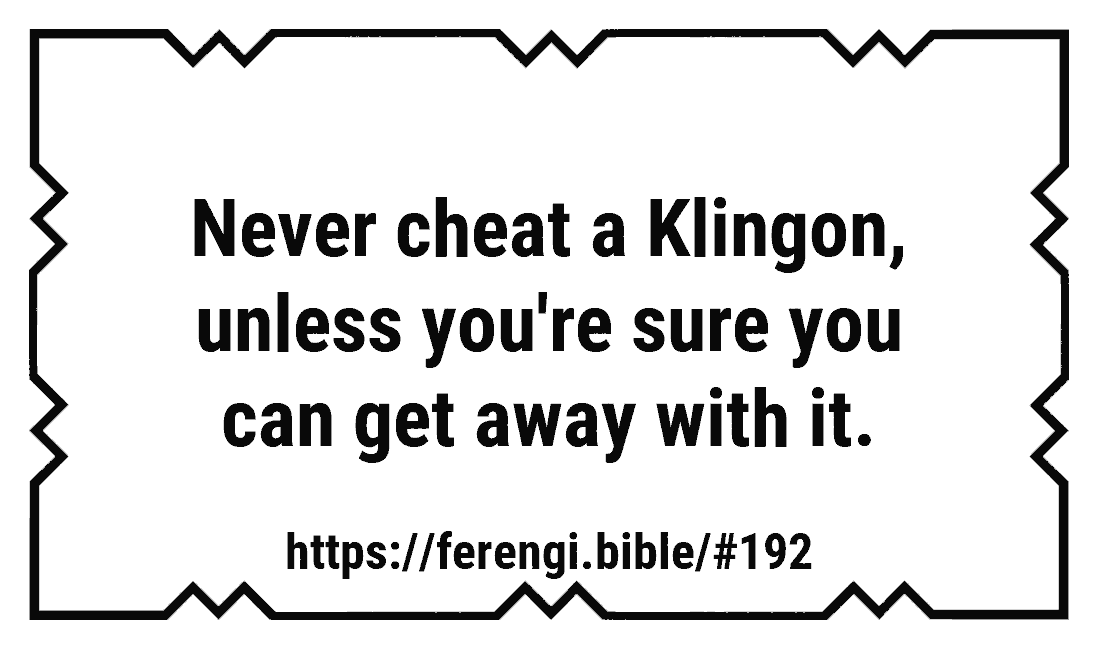 Never cheat a Klingon,
unless you're sure you
can get away with it.
https://ferengi.bible/#192